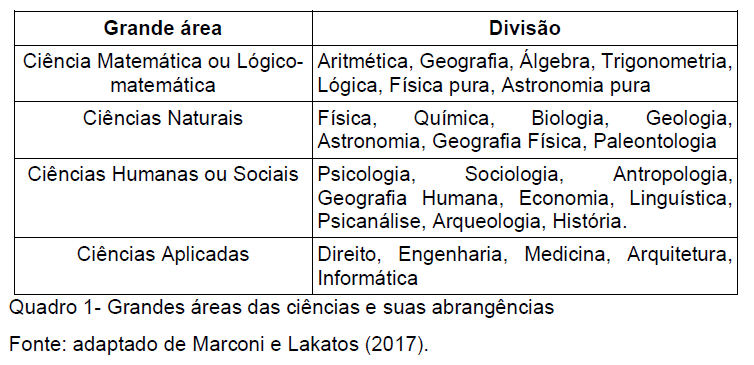 Grande área
Divisão
Ciência Matemática ou Lógico-
matemática
Aritmética, Geografia, Álgebra, Trigonometria,
Lógica, Física pura, Astronomia pura
Ciências Naturais
Física, Química, Biologia, Geologia,
Astronomia, Geografia Física, Paleontologia
Ciências Humanas ou Sociais
Psicologia, Sociologia, Antropologia,
Geografia Humana, Economia, Linguística,
Psicanálise, Arqueologia, História.
Ciências Aplicadas
Direito, Engenharia, Medicina, Arquitetura,
Informática
Quadro 1- Grandes áreas das ciências e suas abrangências
Fonte: adaptado de Marconi e Lakatos (2017).